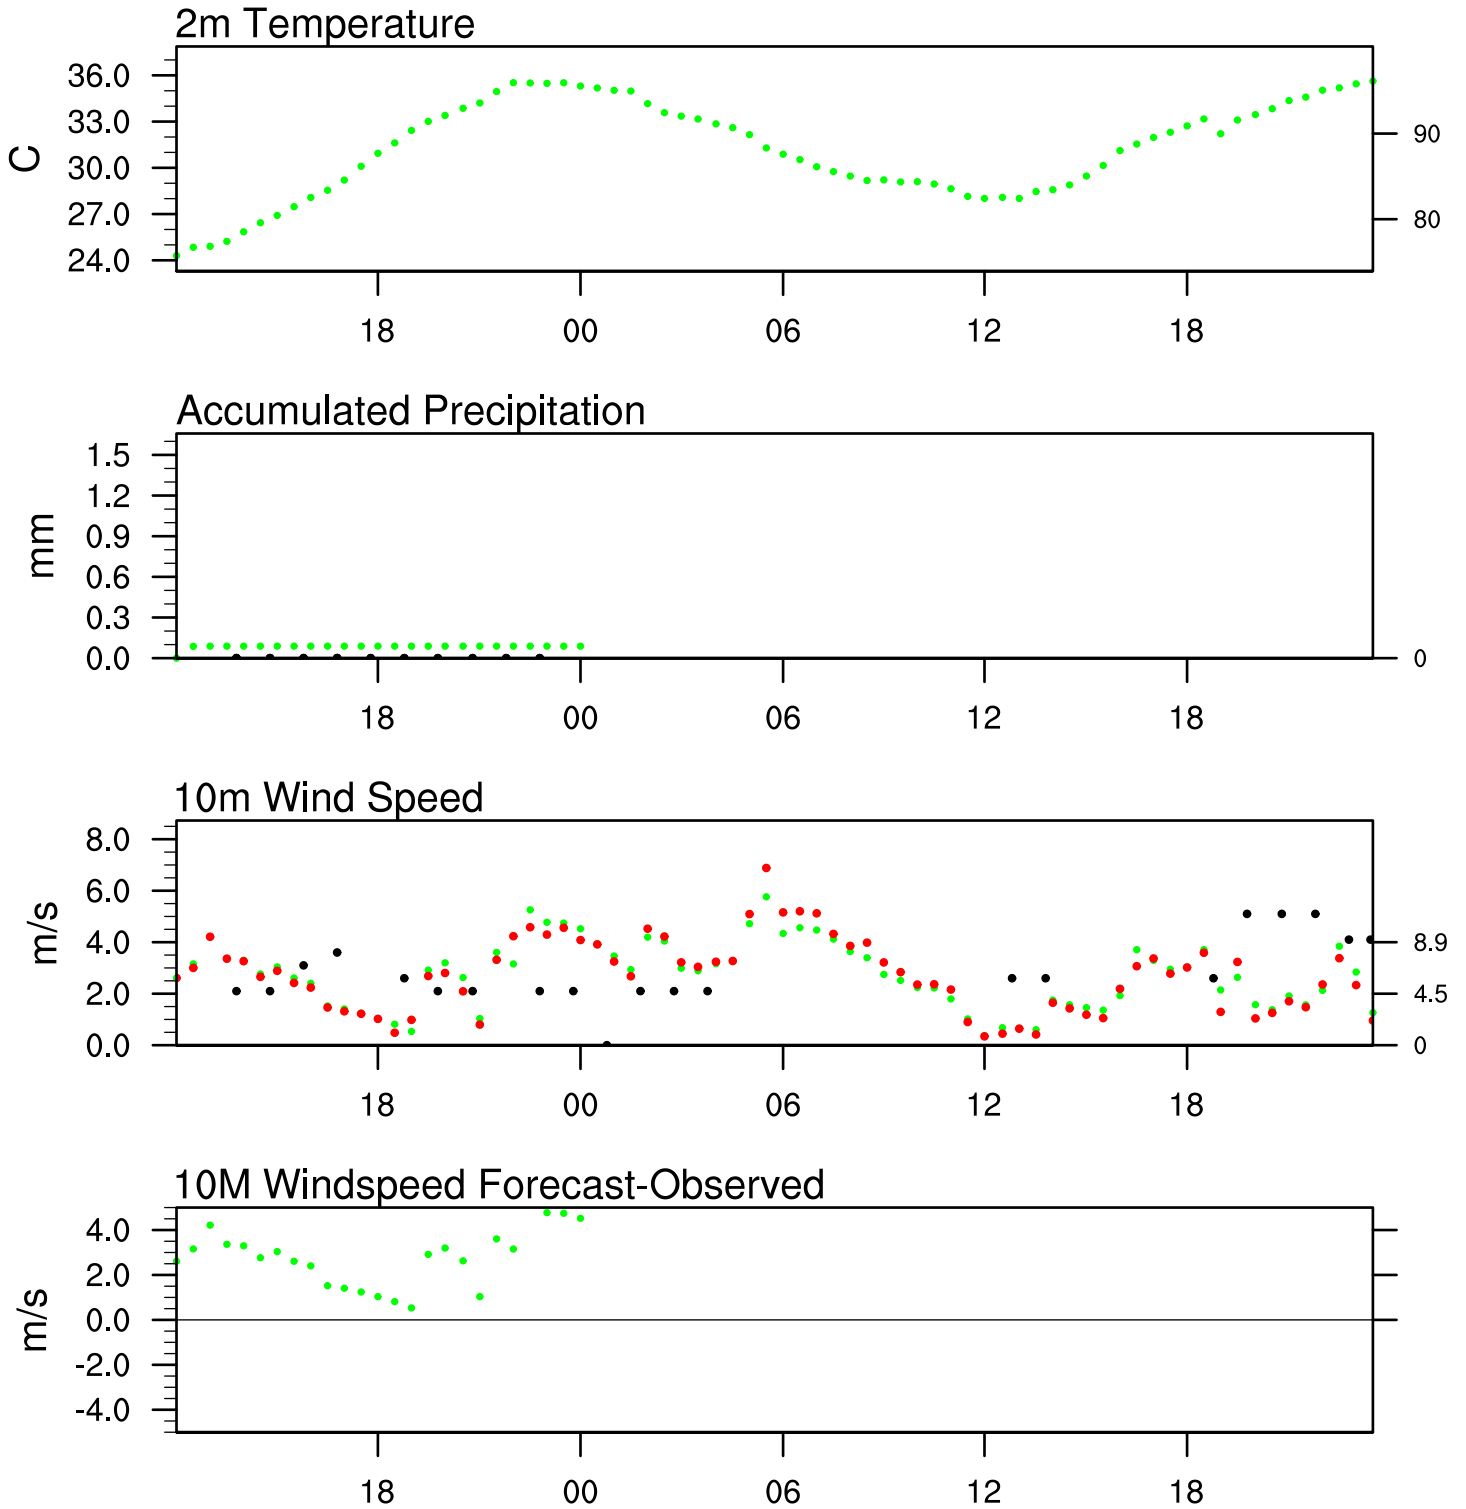 2m Temperature
36.0
33.0
30.0
27.0
24.0
C
90
80
18 00 06 12 18
Accumulated Precipitation
1.5
1.2
0.9
0.6
0.3
0.0
mm
0
18 00 06 12 18
10m Wind Speed
8.0
6.0
4.0
2.0
0.0
m/s
8.9
4.5
0
18 00 06 12 18
10M Windspeed Forecast-Observed
4.0
2.0
0.0
-2.0
-4.0
m/s
18 00 06 12 18